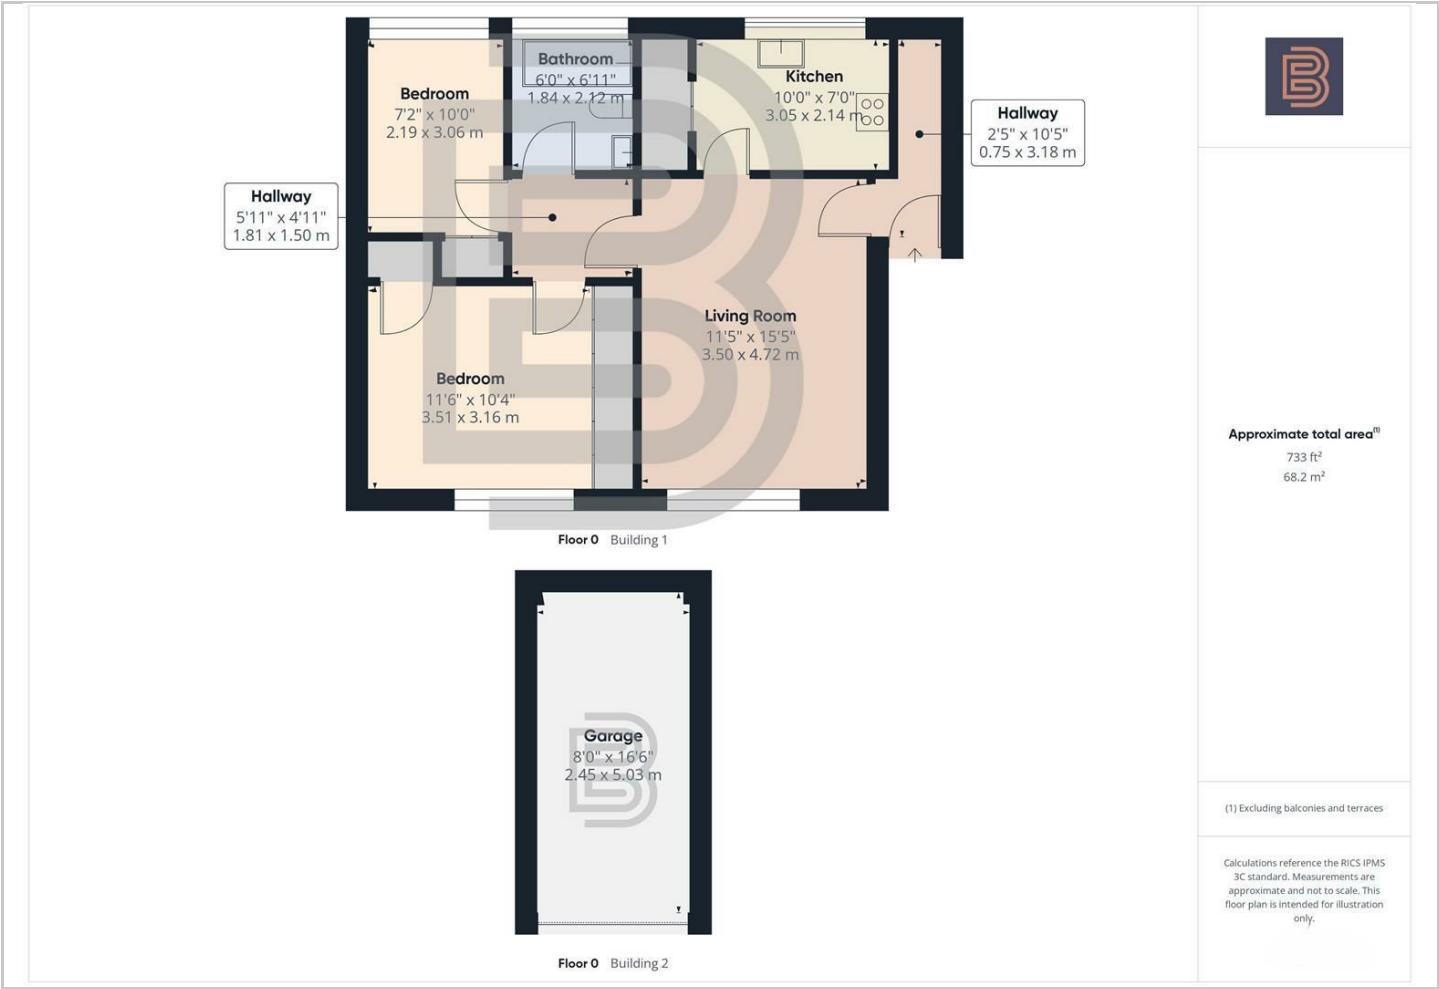 Bathroom
6'0" x 6'11"
1.84 x 2.12 m
Kitchen
10'0" x 7'0"
3.05 x 2.14 m
Bedroom
7'2" x 10'0"
2.19 x 3.06 m
Hallway
2'5" x 10'5"
0.75 x 3.18 m
Hallway
5'11" x 4'11"
1.81 x 1.50 m
Living Room
11'5" x 15'5"
3.50 x 4.72 m
Bedroom
11'6" x 10'4"
3.51 x 3.16 m
Floor 0 Building 1
Garage
8'0" x 16'6"
2.45 x 5.03 m
Floor 0 Building 2
B
Approximate total area(1)
733 ft²
68.2 m²
(1) Excluding balconies and terraces
Calculations reference the RICS IPMS
3C standard. Measurements are
approximate and not to scale. This
floor plan is intended for illustration
only.